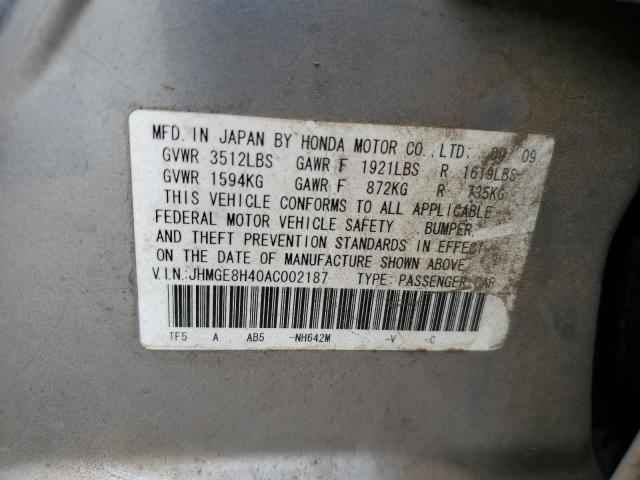 MFD. IN JAPAN BY HONDA MOTOR CO.,LTD. 09 09
GVWR 3512LBS GAWR F 1921LBS R 1619LBS
GVWR 1594KG GAWR F 872KG R 735KG
THIS VEHICLE CONFORMS TO ALL APPLICABLE
FEDERAL MOTOR VEHICLE SAFETY BUMPER,
AND THEFT PREVENTION STANDARDS IN EFFECT
ON THE DATE OF MANUFACTURE SHOWN ABOVE
V.I.N:JHMGE8H40AC002187 TYPE: PASSENGER CAR
TF5 A AB5 -NH642M -V -C